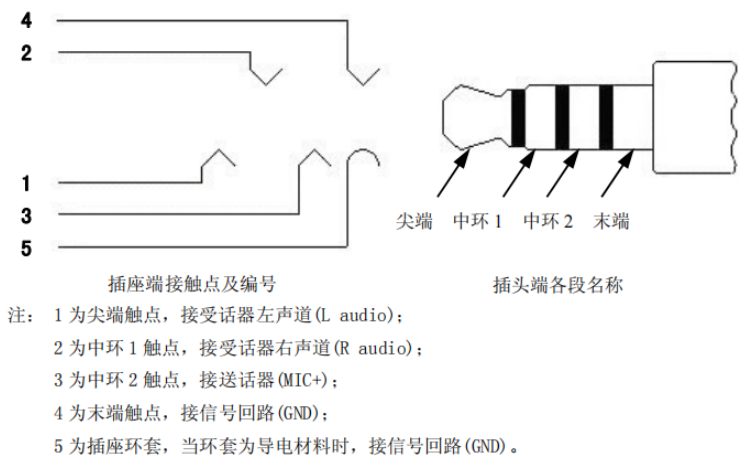 4
2
1
3
5
尖端 中环 1 中环 2 末端
插座端接触点及编号 插头端各段名称
注： 1 为尖端触点，接受话器左声道(L audio)；
2 为中环 1 触点，接受话器右声道(R audio)；
3 为中环 2 触点，接送话器(MIC+)；
4 为末端触点，接信号回路(GND)；
5 为插座环套，当环套为导电材料时，接信号回路(GND)。